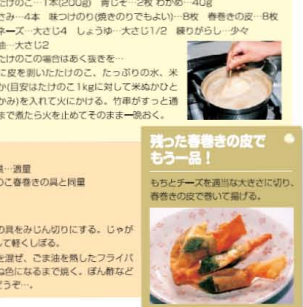 けのこ…1本(200g) 青じそ…2枚 わかめ…40g
さみ…4本 味つけのり(焼きのりでもよい)…8枚 春巻きの皮…8枚
ネーズ…大さじ4 しょうゆ…大さじ1/2 練りがらし…少々
油…大さじ2
たけのこの場合はあく抜きを…
に皮を剥いたたけのこ、たっぷりの水、米
か(目安はたけのこ1kgに対して米ぬかひと
かみ)を入れて火にかける。竹串がすっと通
まで煮たら火を止めてそのまま一晩おく。
…適量
のこ春巻きの具と同量
の具をみじん切りにする。じゃが
して軽くしぼる。
を混ぜ、ごま油を熱したフライパ
色になるまで焼く。ぽん酢など
どうぞ…。
残った春巻きの皮で
もう一品！
もちとチーズを適当な大きさに切り、
春巻きの皮で巻いて揚げる。